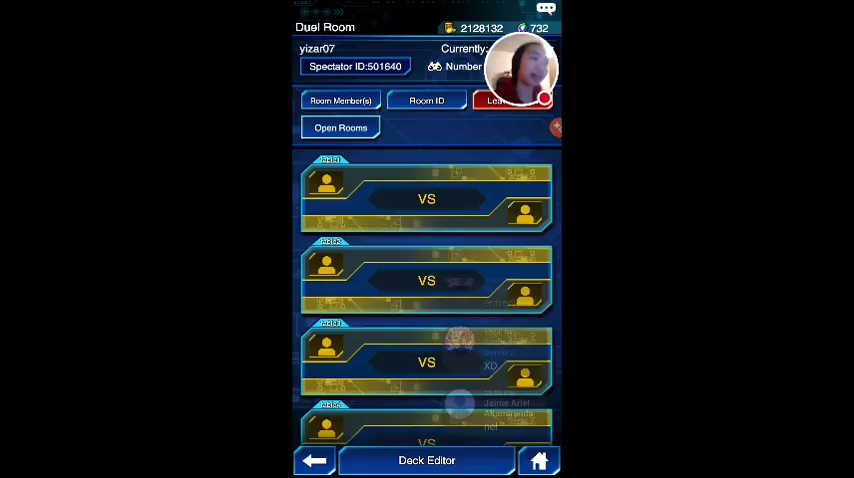 Duel Room
2128132
732
yizar07
Currently:
Spectator ID:501640
Number
Room Member(s)
Room ID
Open Rooms
VS
VS
VS
XD
Jaime Ariel
VS
Deck Editor